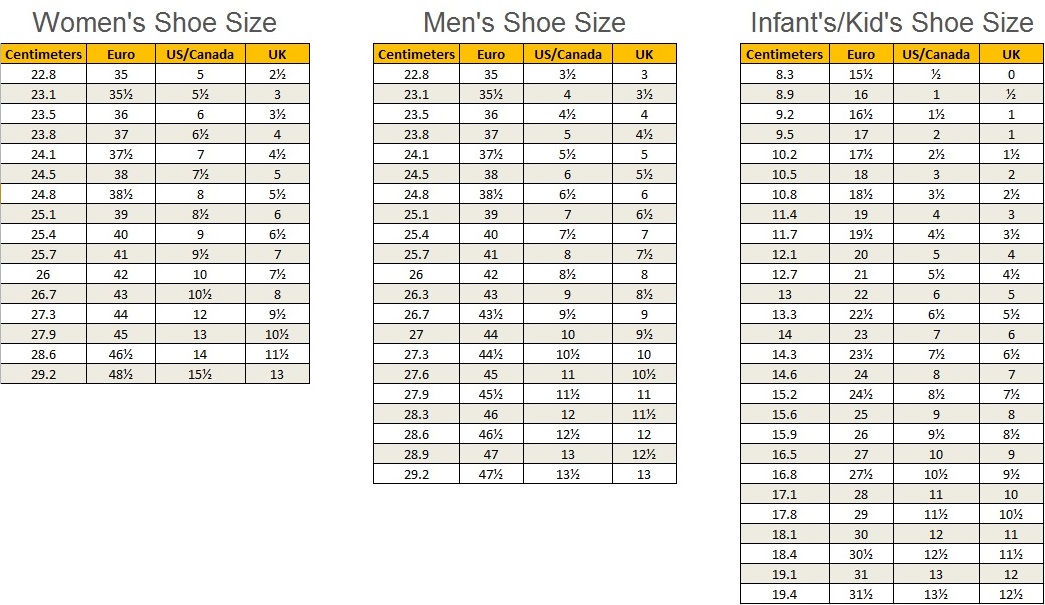 Women's Shoe Size
Centimeters Euro US/Canada UK
22.8 35 5 2½
23.1 35½ 5½ 3
23.5 36 6 3½
23.8 37 6½ 4
24.1 37½ 7 4½
24.5 38 7½ 5
24.8 38½ 8 5½
25.1 39 8½ 6
25.4 40 9 6½
25.7 41 9½ 7
26 42 10 7½
26.7 43 10½ 8
27.3 44 12 9½
27.9 45 13 10½
28.6 46½ 14 11½
29.2 48½ 15½ 13
Men's Shoe Size
Centimeters Euro US/Canada UK
22.8 35 3½ 3
23.1 35½ 4 3½
23.5 36 4½ 4
23.8 37 5 4½
24.1 37½ 5½ 5
24.5 38 6 5½
24.8 38½ 6½ 6
25.1 39 7 6½
25.4 40 7½ 7
25.7 41 8 7½
26 42 8½ 8
26.3 43 9 8½
26.7 43½ 9½ 9
27 44 10 9½
27.3 44½ 10½ 10
27.6 45 11 10½
27.9 45½ 11½ 11
28.3 46 12 11½
28.6 46½ 12½ 12
28.9 47 13 12½
29.2 47½ 13½ 13
Infant's/Kid's Shoe Size
Centimeters Euro US/Canada UK
8.3 15½ ½ 0
8.9 16 1 ½
9.2 16½ 1½ 1
9.5 17 2 1
10.2 17½ 2½ 1½
10.5 18 3 2
10.8 18½ 3½ 2½
11.4 19 4 3
11.7 19½ 4½ 3½
12.1 20 5 4
12.7 21 5½ 4½
13 22 6 5
13.3 22½ 6½ 5½
14 23 7 6
14.3 23½ 7½ 6½
14.6 24 8 7
15.2 24½ 8½ 7½
15.6 25 9 8
15.9 26 9½ 8½
16.5 27 10 9
16.8 27½ 10½ 9½
17.1 28 11 10
17.8 29 11½ 10½
18.1 30 12 11
18.4 30½ 12½ 11½
19.1 31 13 12
19.4 31½ 13½ 12½